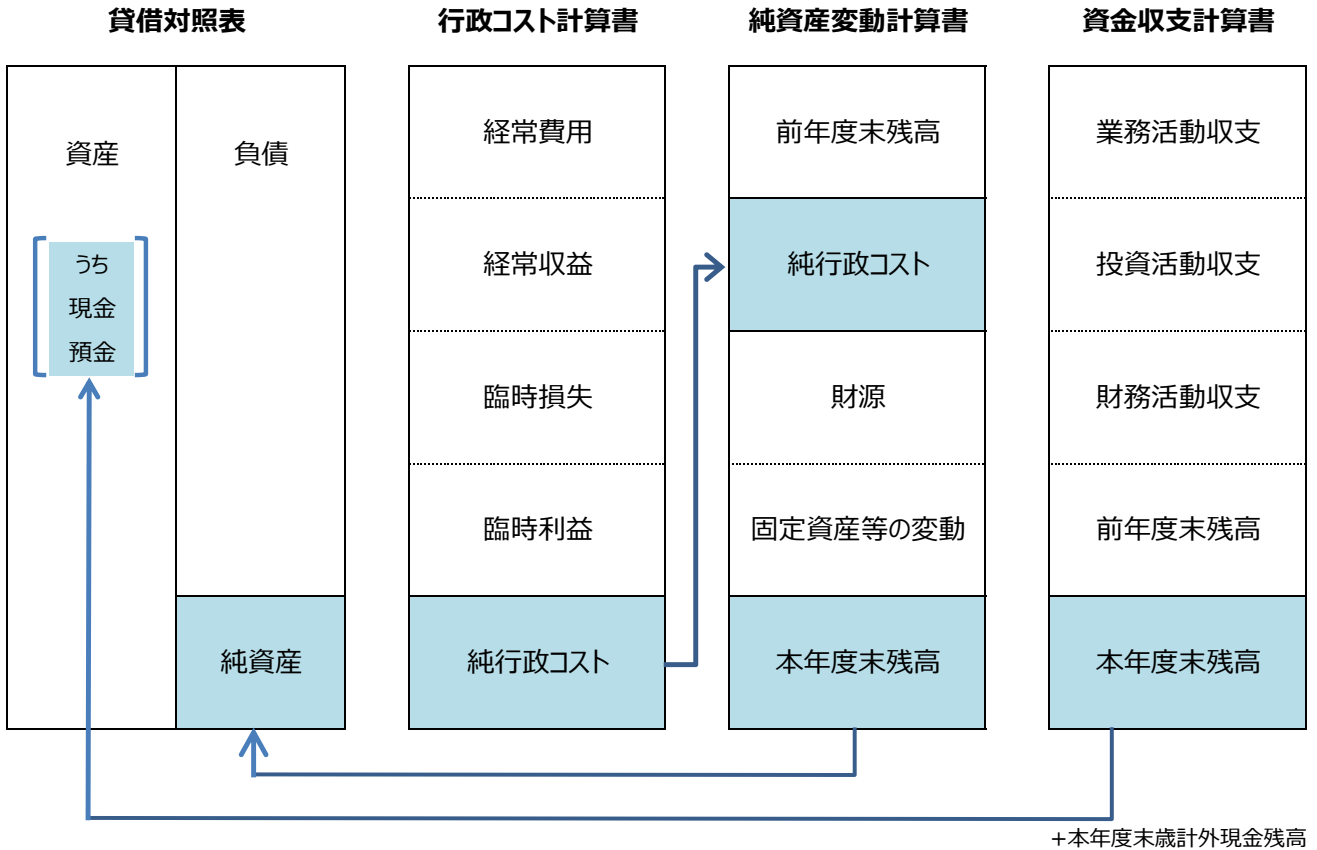 貸借対照表
資産
負債
うち
現金
預金
純資産
行政コスト計算書
経常費用
経常収益
臨時損失
臨時利益
純行政コスト
純資産変動計算書
前年度末残高
純行政コスト
財源
固定資産等の変動
本年度末残高
資金収支計算書
業務活動収支
投資活動収支
財務活動収支
前年度末残高
本年度末残高
+本年度末歳計外現金残高